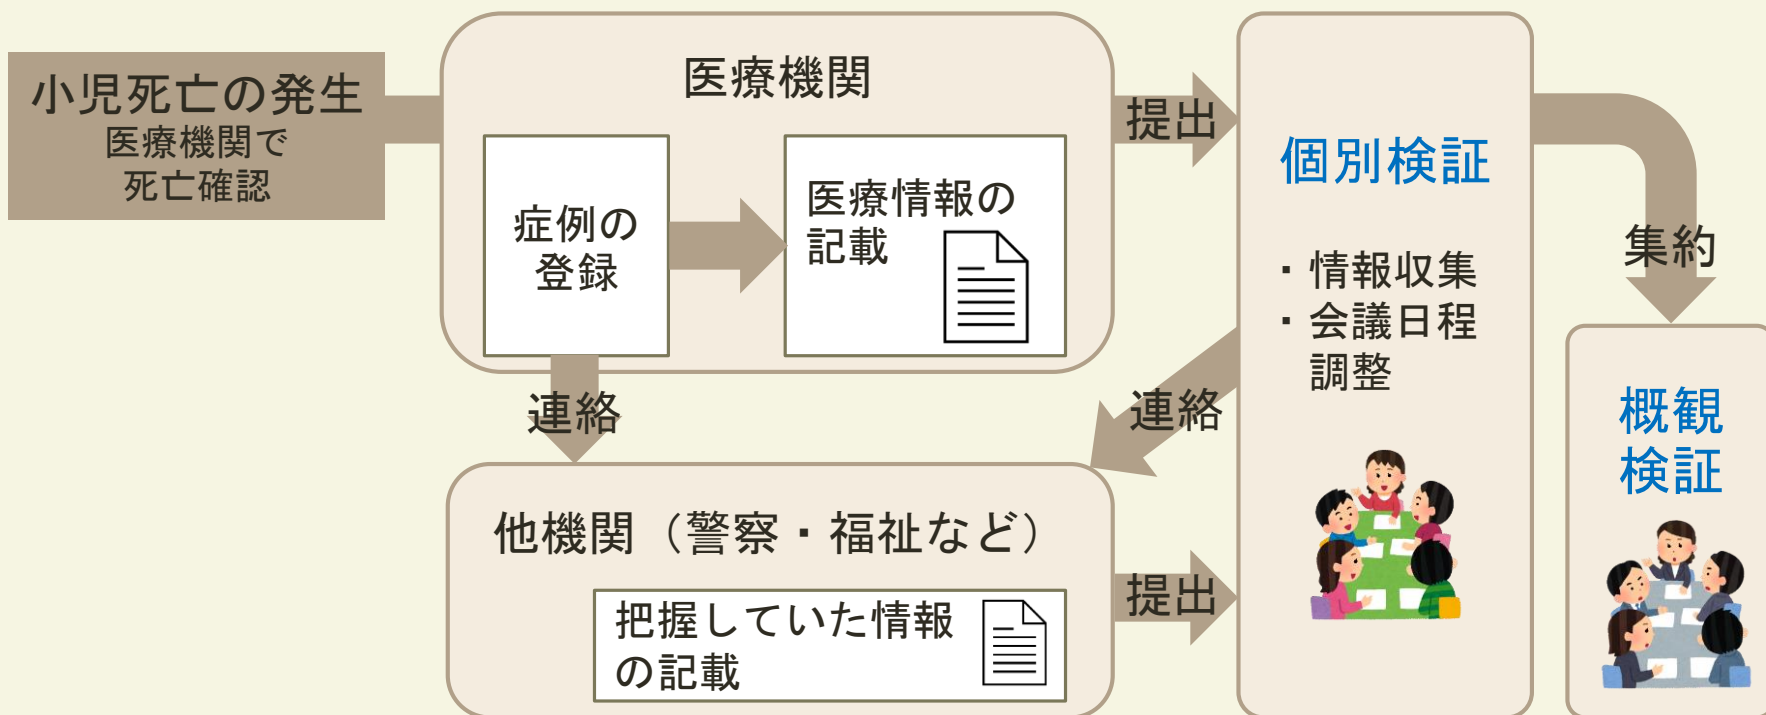 小児死亡の発生
医療機関で
死亡確認
医療機関
症例の
登録
医療情報の
記載
提出
連絡
他機関（警察・福祉など）
把握していた情報
の記載
提出
連絡
個別検証
・情報収集
・会議日程
調整
集約
概観
検証